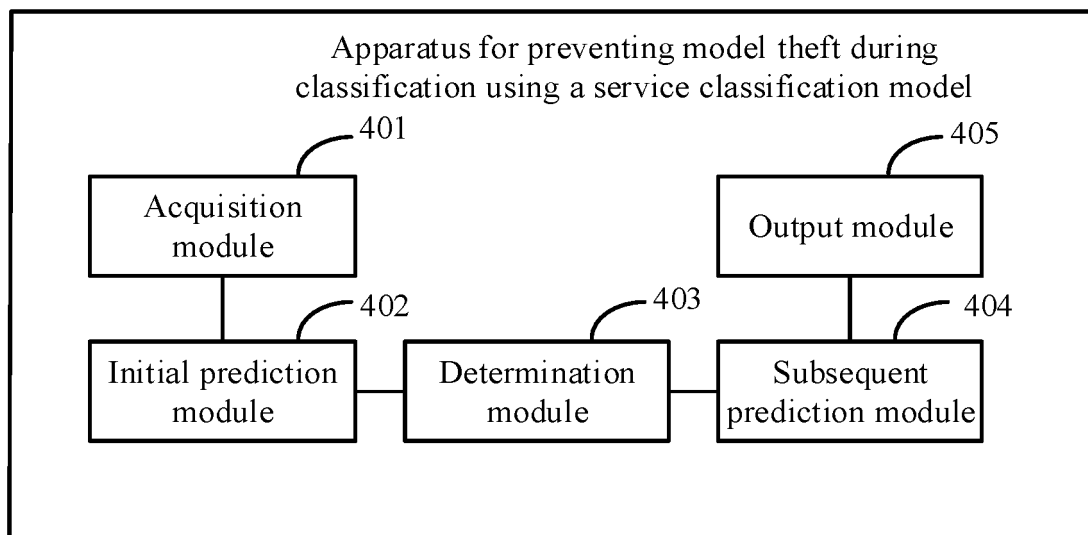 Apparatus for preventing model theft during
classification using a service classification model
401
Acquisition
module
405
Output module
402
Initial prediction
module
403
Determination
module
404
Subsequent
prediction module